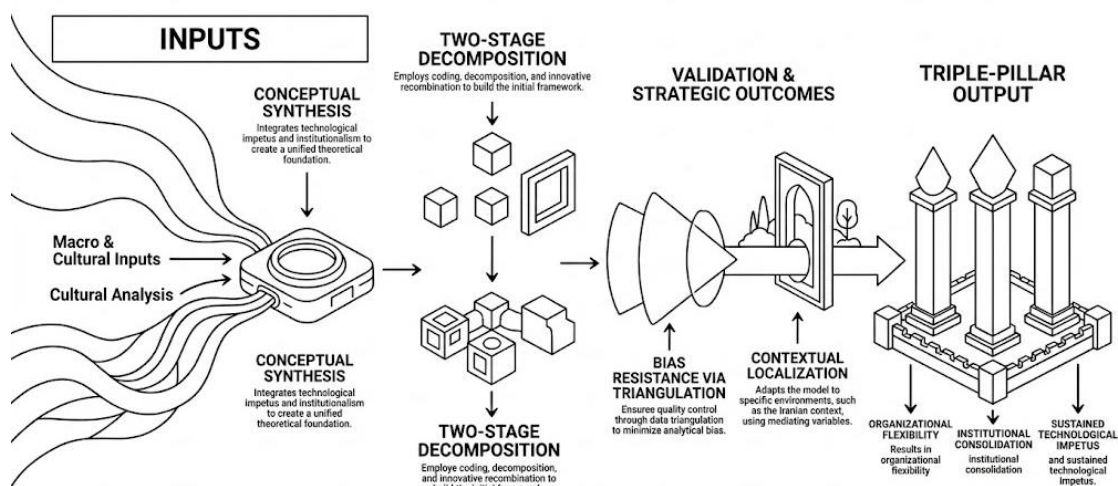 INPUTS
CONCEPTUAL
SYNTHESIS
Integrates technological
impetus and institutionalism to
create a unified theoretical
foundation.
Macro &
Cultural Inputs
Cultural Analysis
CONCEPTUAL
SYNTHESIS
Integrates technological
impetus and institutionalism
to create a unified
theoretical foundation.
TWO-STAGE
DECOMPOSITION
Employs coding, decomposition, and innovative
recombination to build the initial framework.
TWO-STAGE
DECOMPOSITION
Employe coding, decomposition,
and innovative recombination to
VALIDATION &
STRATEGIC OUTCOMES
BIAS
RESISTANCE VIA
TRIANGULATION
Ensuree quality control
through data triangulation
to minimize analytical bias.
CONTEXTUAL
LOCALIZATION
Adapts the model to
specific environments, such
as the Iranian context,
using mediating variables.
TRIPLE-PILLAR
OUTPUT
ORGANIZATIONAL
FLEXIBILITY
Results in
organizational
flexibility
INSTITUTIONAL
CONSOLIDATION
institutional
consolidation
SUSTAINED
TECHNOLOGICAL
IMPETUS
and sustained
technological
impetus.